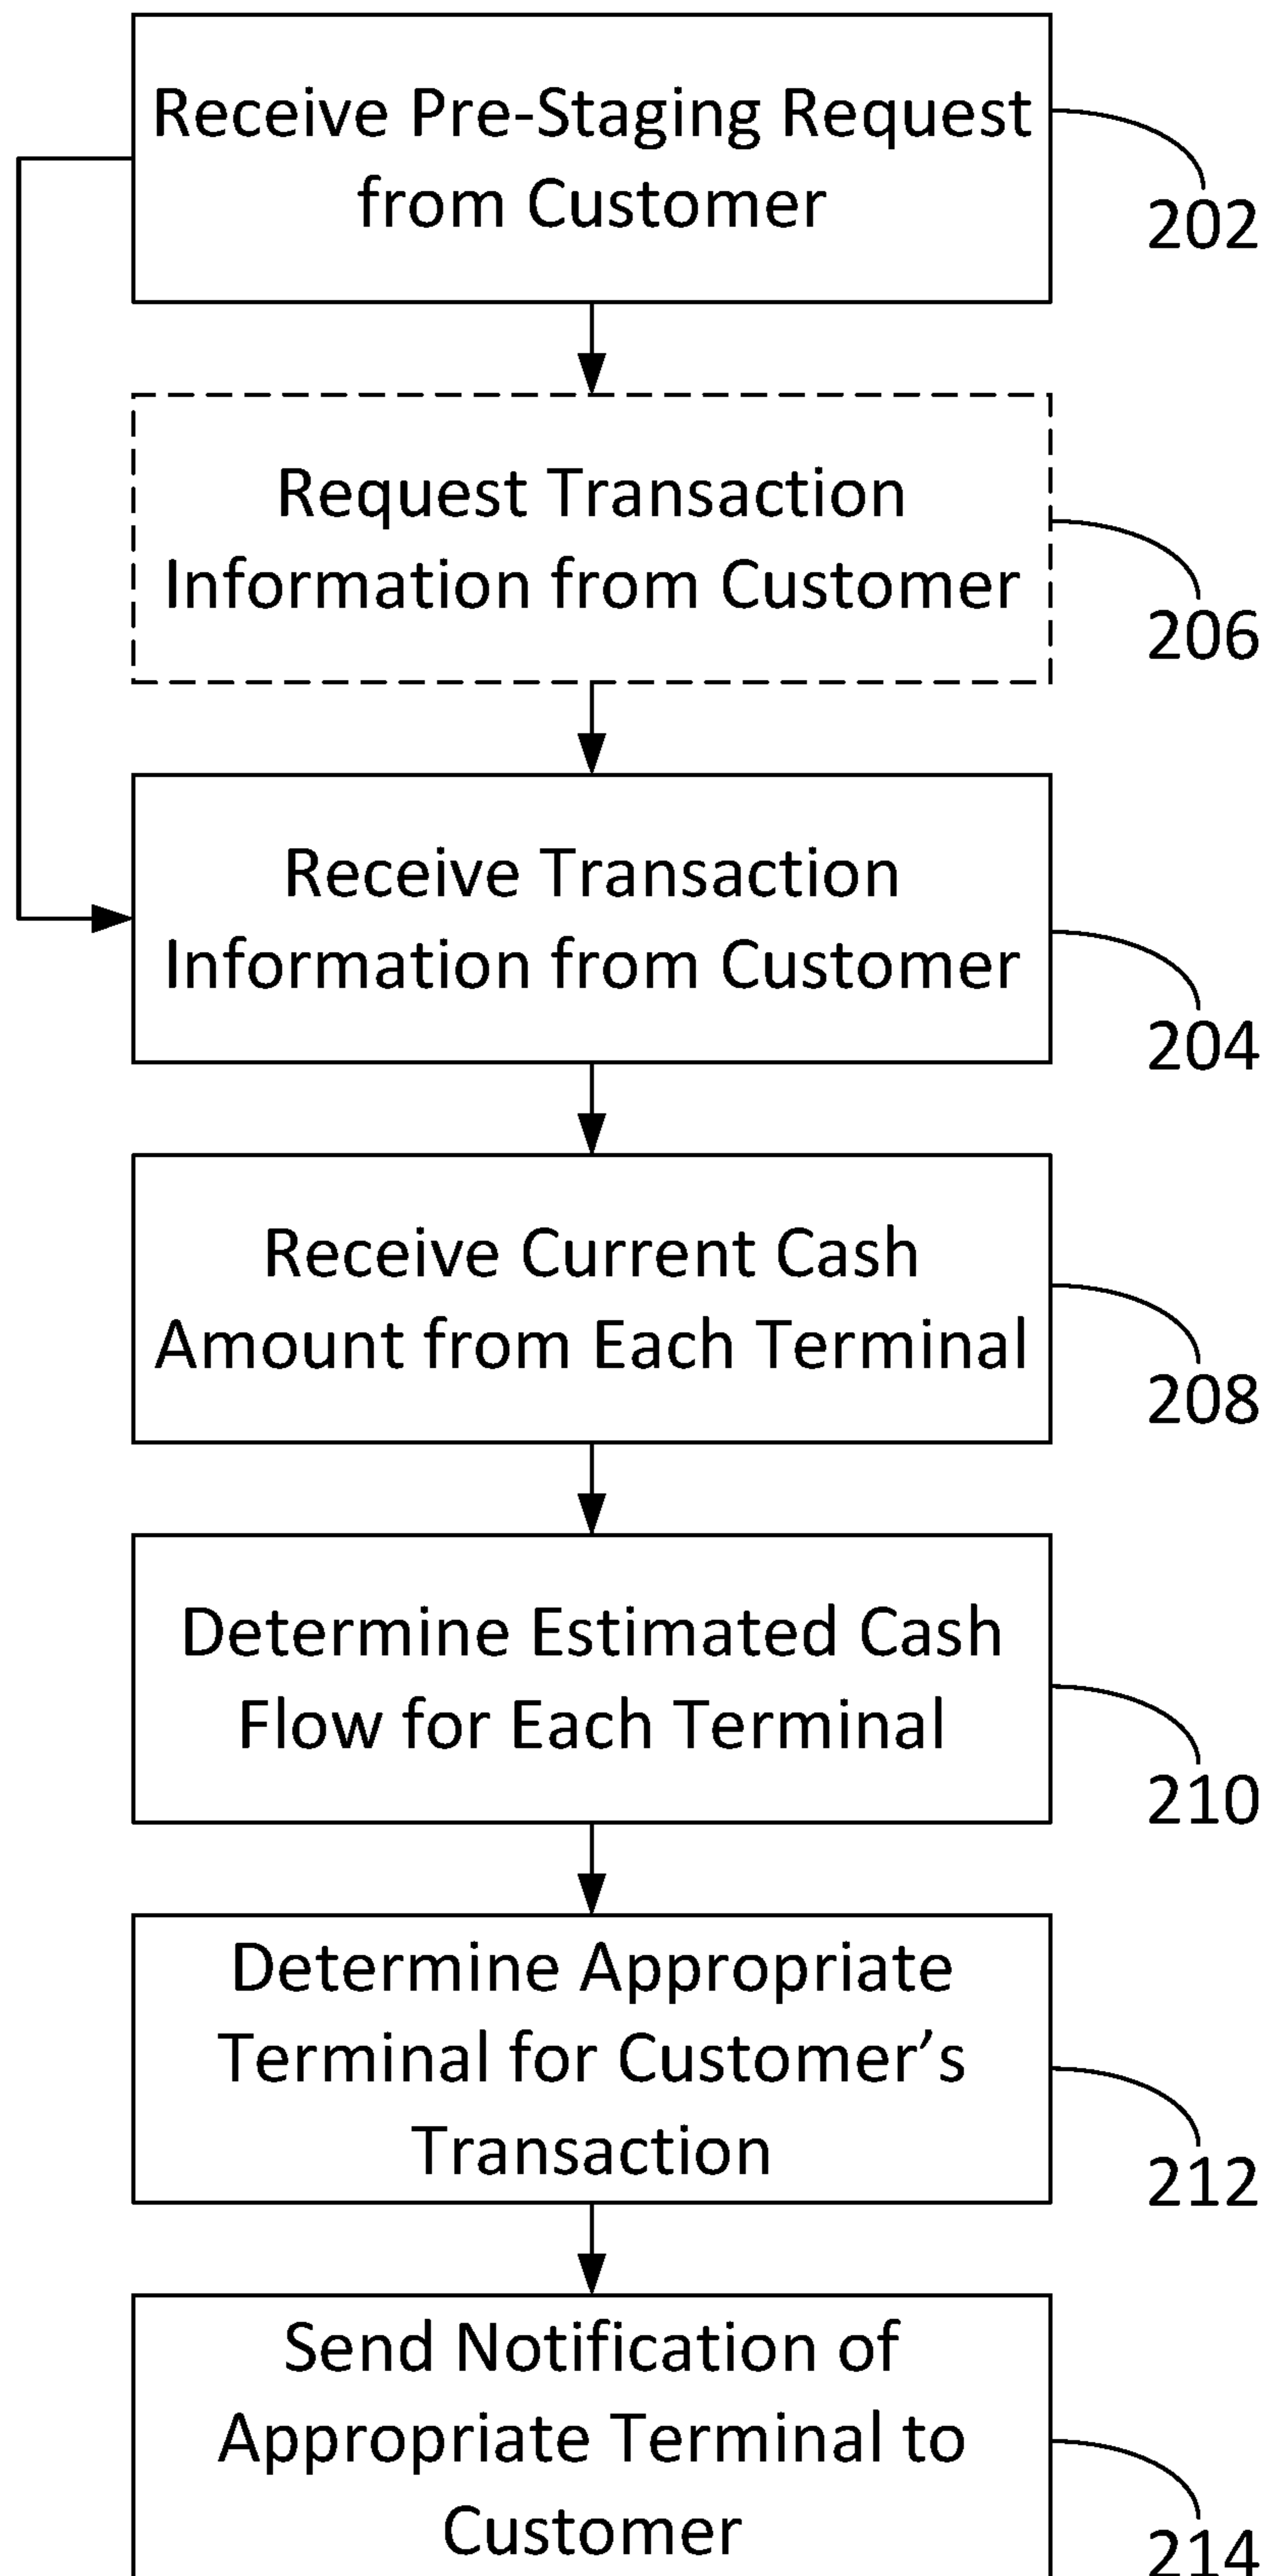 Receive Pre-Staging Request
from Customer
202
Request Transaction
Information from Customer
206
Receive Transaction
Information from Customer
204
Receive Current Cash
Amount from Each Terminal
208
Determine Estimated Cash
Flow for Each Terminal
210
Determine Appropriate
Terminal for Customer’s
Transaction
212
Send Notification of
Appropriate Terminal to
Customer
214